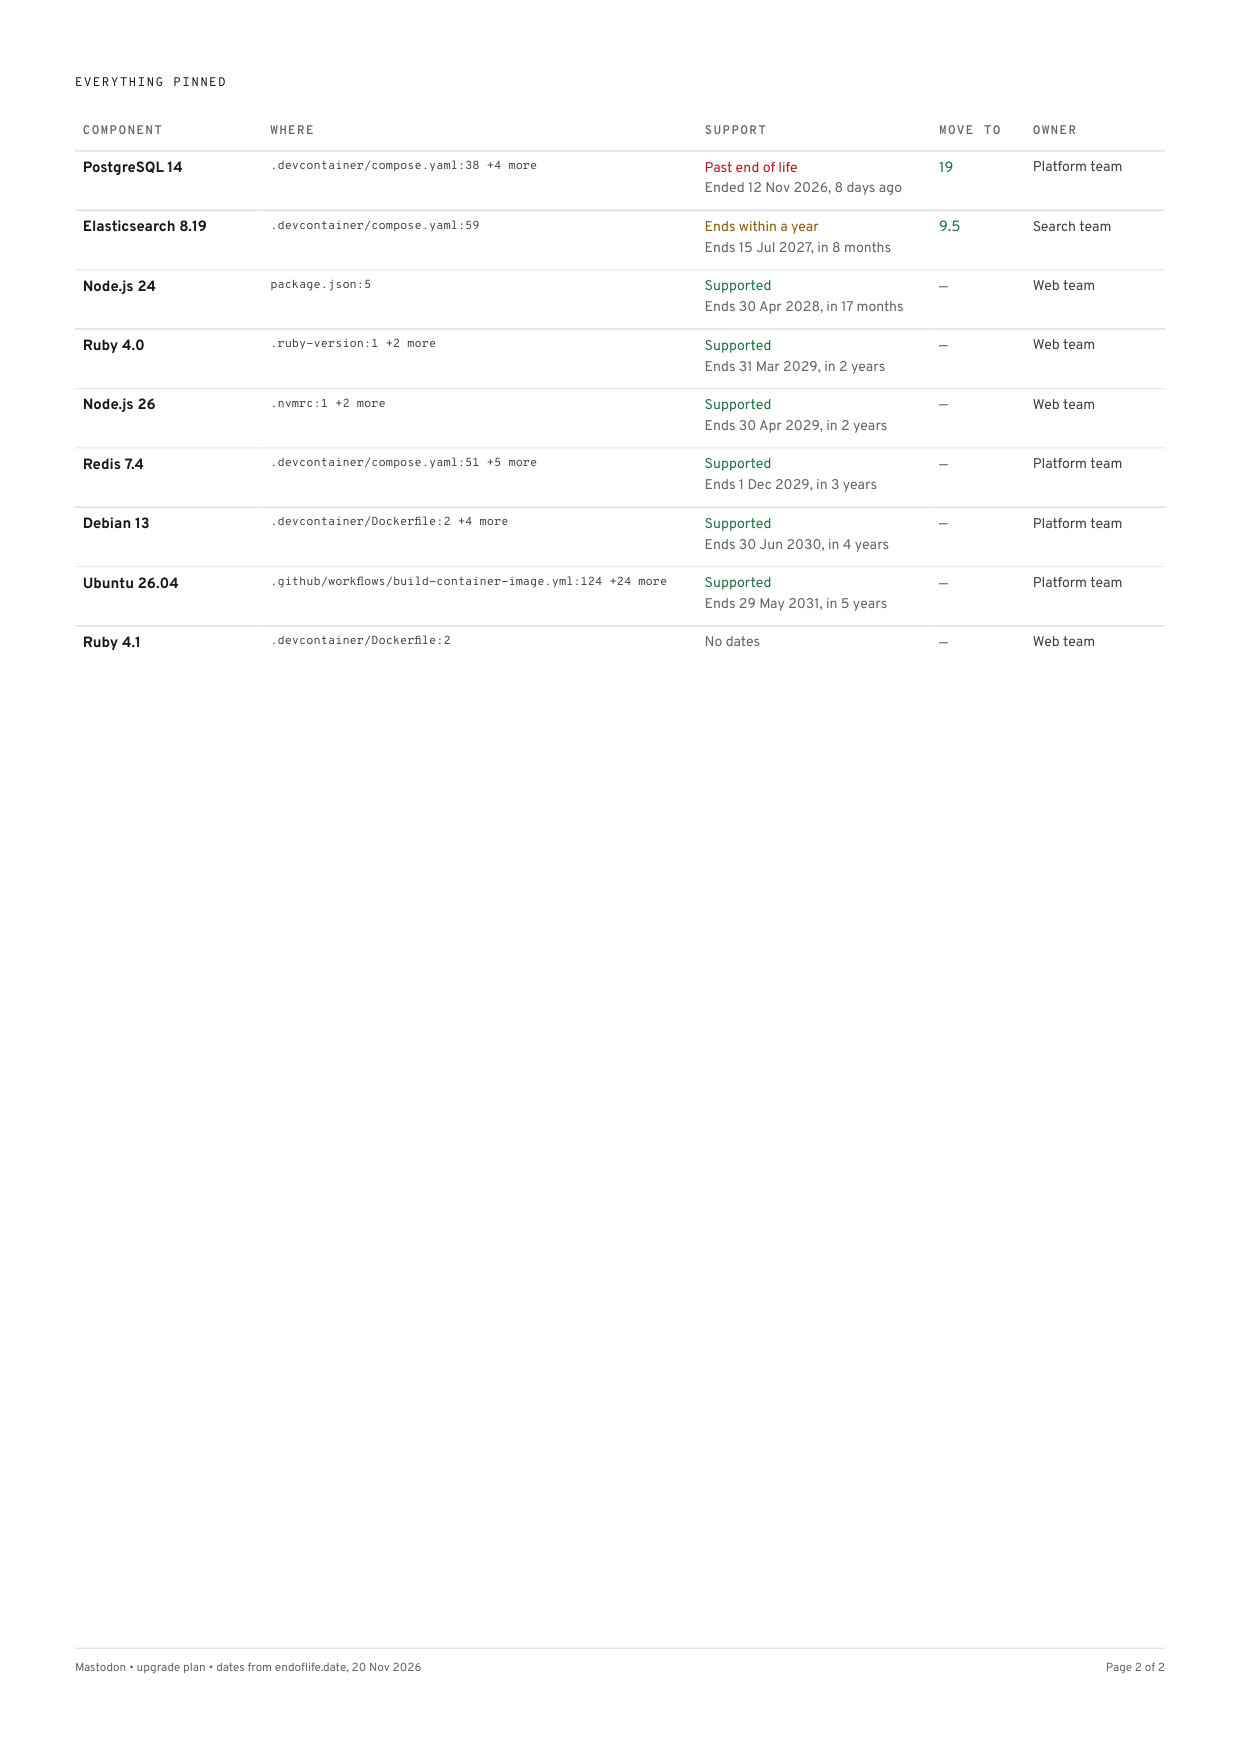 EVERYTHING PINNED
COMPONENT WHERE SUPPORT MOVE TO OWNER
PostgreSQL 14 .devcontainer/compose.yaml:38 +4 more Past end of life 19 Platform team
Ended 12 Nov 2026, 8 days ago
Elasticsearch 8.19 .devcontainer/compose.yaml:59 Ends within a year 9.5 Search team
Ends 15 Jul 2027, in 8 months
Node.js 24 package.json:5 Supported — Web team
Ends 30 Apr 2028, in 17 months
Ruby 4.0 .ruby-version:1 +2 more Supported — Web team
Ends 31 Mar 2029, in 2 years
Node.js 26 .nvmrc:1 +2 more Supported — Web team
Ends 30 Apr 2029, in 2 years
Redis 7.4 .devcontainer/compose.yaml:51 +5 more Supported — Platform team
Ends 1 Dec 2029, in 3 years
Debian 13 .devcontainer/Dockerfile:2 +4 more Supported — Platform team
Ends 30 Jun 2030, in 4 years
Ubuntu 26.04 .github/workflows/build-container-image.yml:124 +24 more Supported — Platform team
Ends 29 May 2031, in 5 years
Ruby 4.1 .devcontainer/Dockerfile:2 No dates — Web team
Mastodon • upgrade plan • dates from endoflife.date, 20 Nov 2026 Page 2 of 2